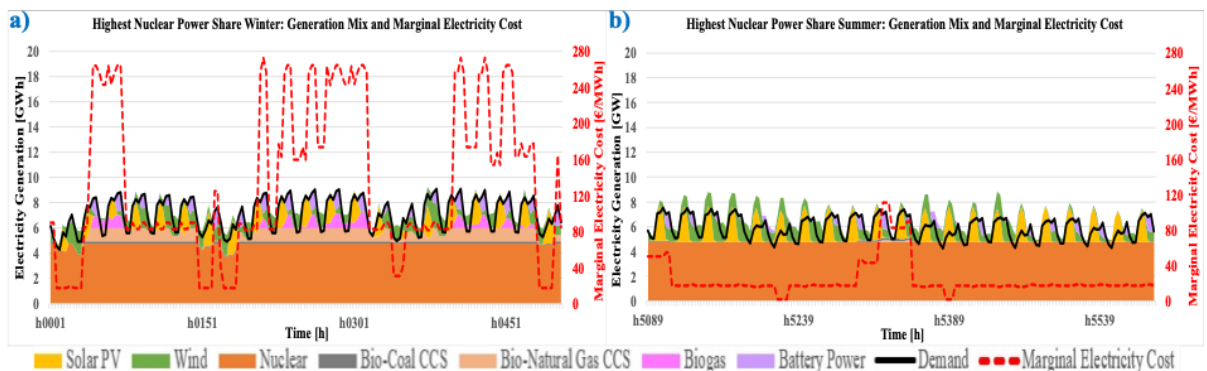 a)
Highest Nuclear Power Share Winter: Generation Mix and Marginal Electricity Cost
Electricity Generation [GWh]
20
18
16
14
12
10
8
6
4
2
0
280
240
200
160
120
80
40
0
Marginal Electricity Cost [€/MWh]
h0001 h0151 h0301 h0451
Time [h]
b)
Highest Nuclear Power Share Summer: Generation Mix and Marginal Electricity Cost
Electricity Generation [GW]
20
18
16
14
12
10
8
6
4
2
0
280
240
200
160
120
80
40
0
Marginal Electricity Cost [€/MWh]
h5089 h5239 h5389 h5539
Time [h]
Solar PV Wind Nuclear Bio-Coal CCS Bio-Natural Gas CCS Biogas Battery Power Demand Marginal Electricity Cost